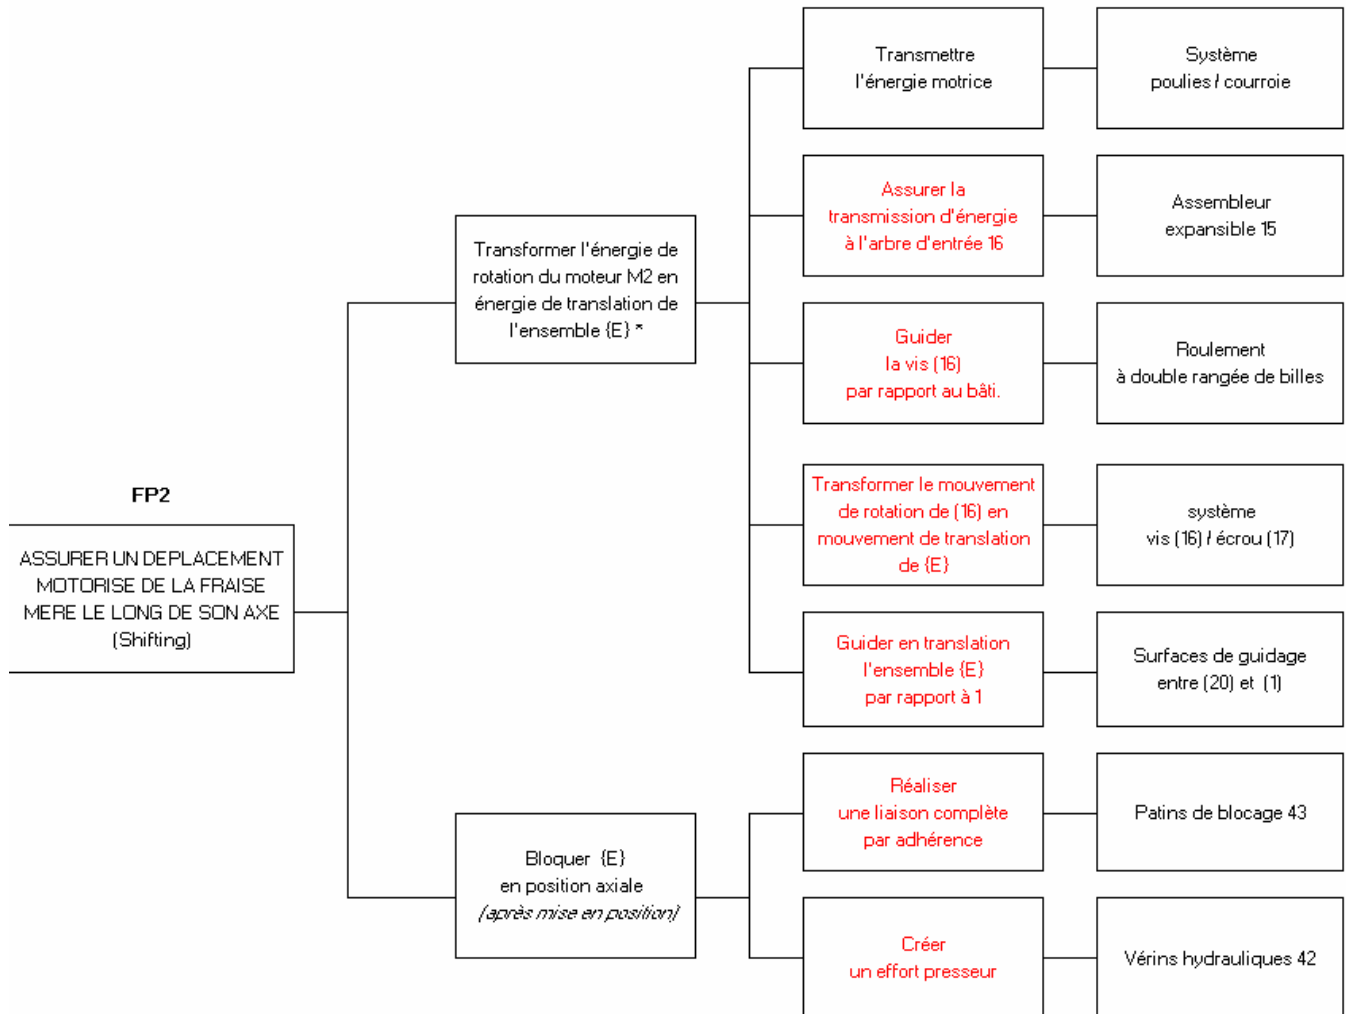 Transmettre
l'énergie motrice
Système
poulies / courroie
Assurer la
transmission d'énergie
à l'arbre d'entrée 16
Assembleur
expansible 15
Transformer l'énergie de
rotation du moteur M2 en
énergie de translation de
l'ensemble {E} *
Guider
la vis (16)
par rapport au bâti.
Roulement
à double rangée de billes
FP2
ASSURER UN DEPLACEMENT
MOTORISE DE LA FRAISE
MERE LE LONG DE SON AXE
(Shifting)
Transformer le mouvement
de rotation de (16) en
mouvement de translation
de {E}
système
vis (16) / écrou (17)
Guider en translation
l'ensemble {E}
par rapport à 1
Surfaces de guidage
entre (20) et (1)
Bloquer {E}
en position axiale
(après mise en position)
Réaliser
une liaison complète
par adhérence
Patins de blocage 43
Créer
un effort presseur
Vérins hydrauliques 42